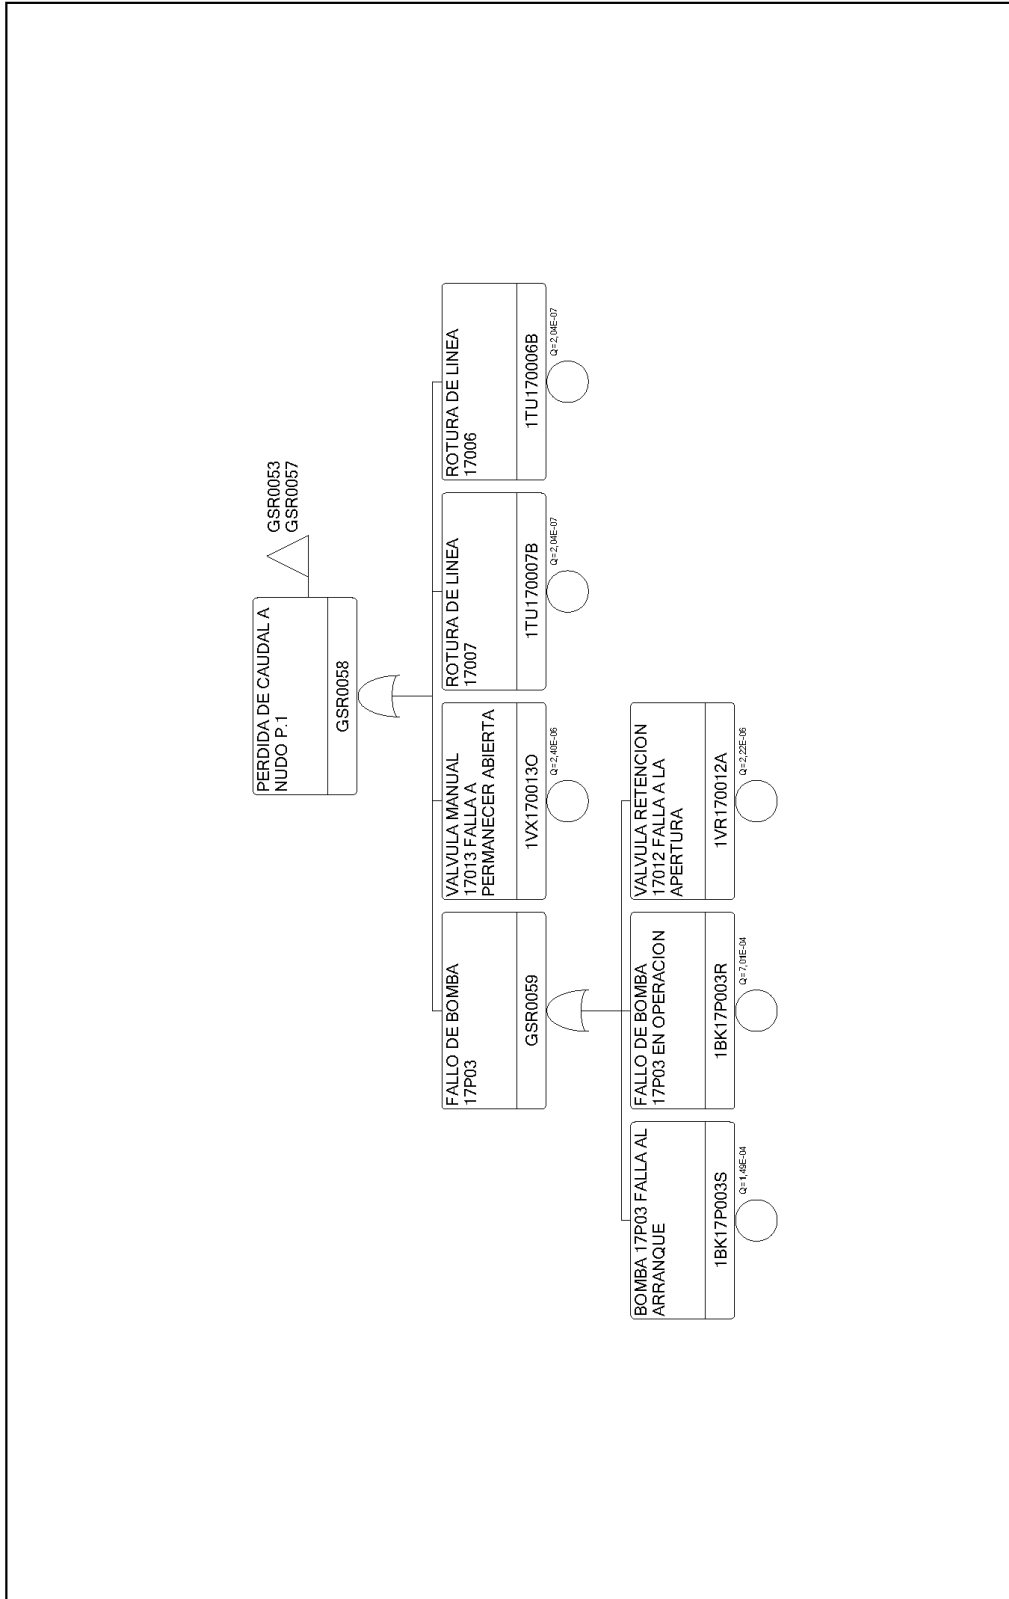 PERDIDA DE CAUDAL A
NUDO P.1
GSR0058
GSR0053
GSR0057
FALLO DE BOMBA
17P03
GSR0059
VALVULA MANUAL
17013 FALLA A
PERMANECER ABIERTA
1VX170013O
Q=2,40E-06
ROTURA DE LINEA
17007
1TU170007B
Q=2,04E-07
ROTURA DE LINEA
17006
1TU170006B
Q=2,04E-07
BOMBA 17P03 FALLA AL
ARRANQUE
1BK17P003S
Q=1,49E-04
FALLO DE BOMBA
17P03 EN OPERACION
1BK17P003R
Q=7,01E-04
VALVULA RETENCION
17012 FALLA A LA
APERTURA
1VR170012A
Q=2,22E-06